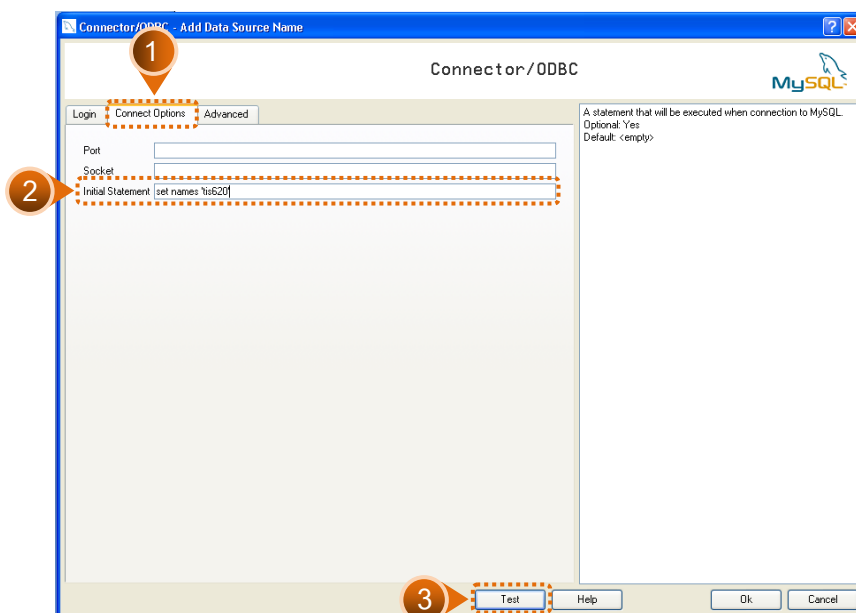 Connector/ODBC - Add Data Source Name
1
Connector/ODBC
MySQL
Login Connect Options Advanced
A statement that will be executed when connection to MySQL.
Optional: Yes
Default: <empty>
Port
Socket
2
Initial Statement set names 'tis620'
3
Test Help Ok Cancel